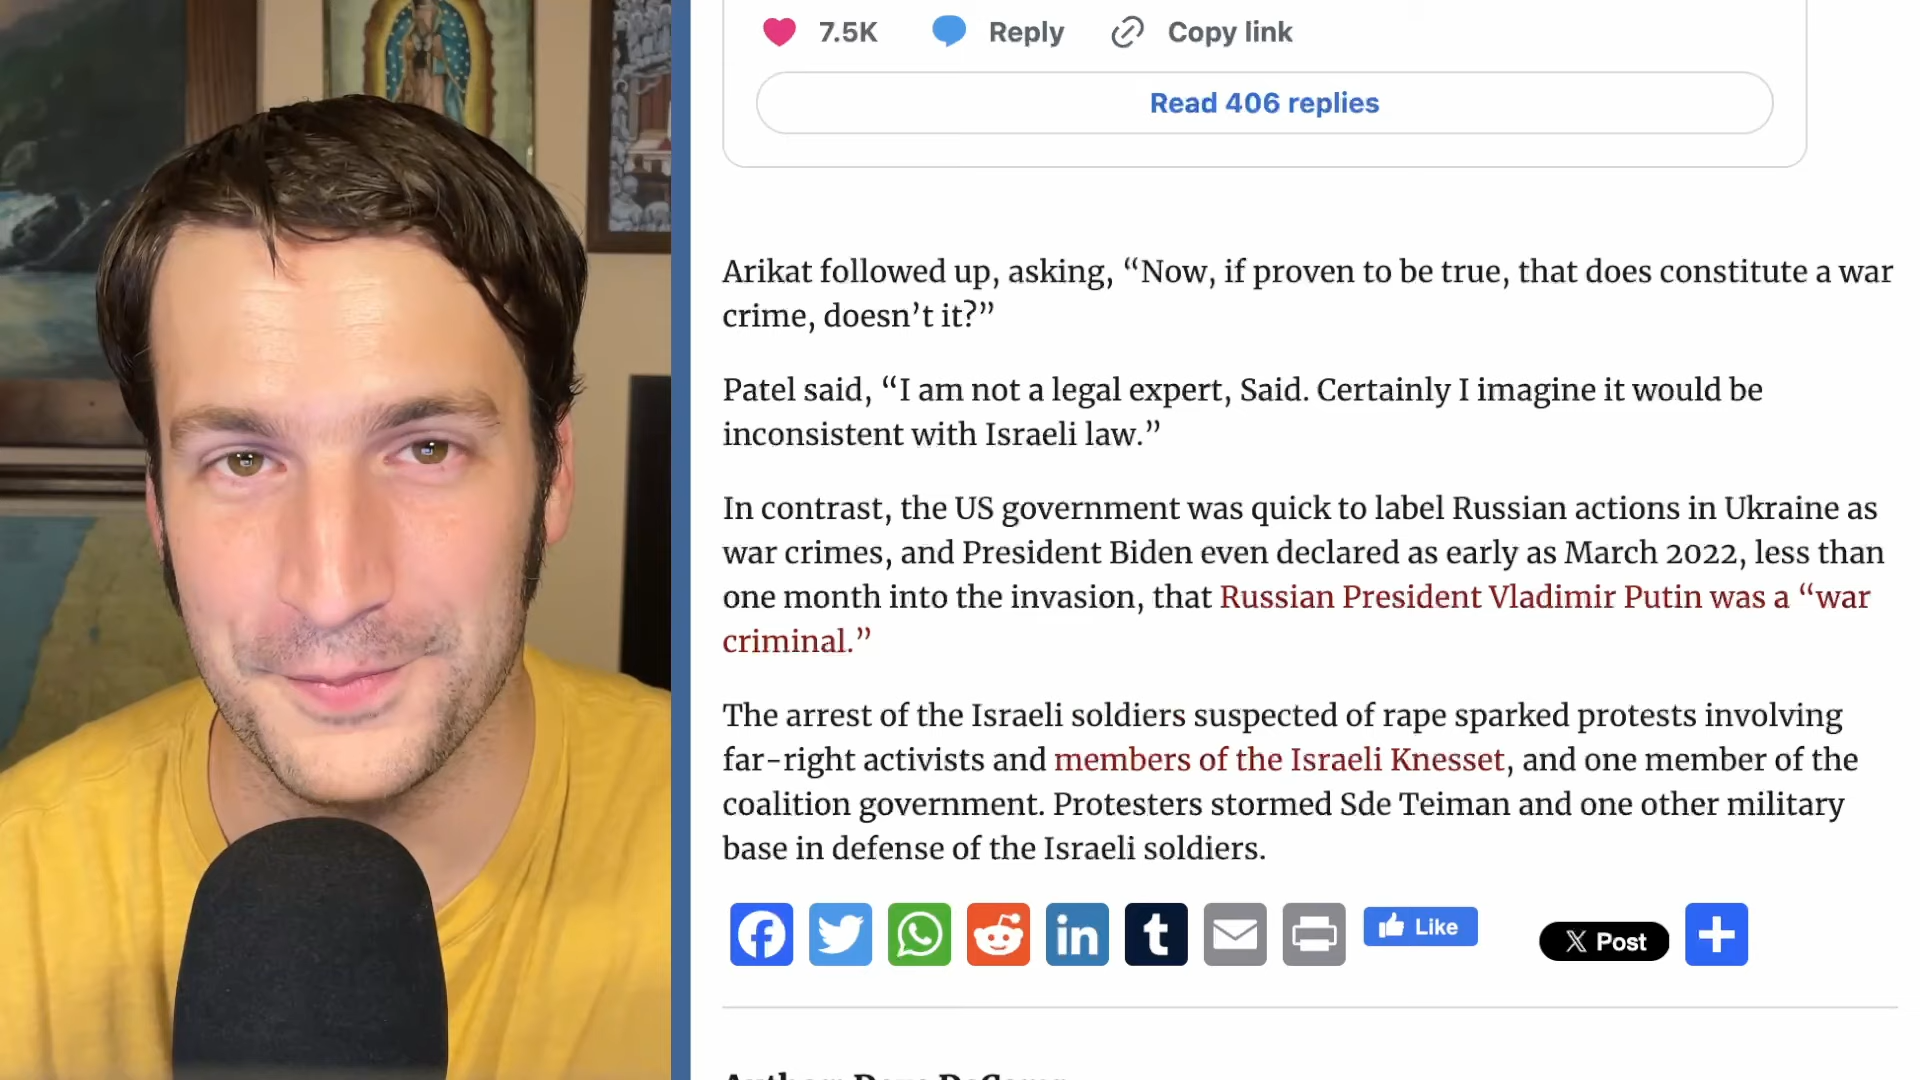 7.5K Reply Copy link
Read 406 replies
Arikat followed up, asking, “Now, if proven to be true, that does constitute a war
crime, doesn’t it?”
Patel said, “I am not a legal expert, Said. Certainly I imagine it would be
inconsistent with Israeli law.”
In contrast, the US government was quick to label Russian actions in Ukraine as
war crimes, and President Biden even declared as early as March 2022, less than
one month into the invasion, that Russian President Vladimir Putin was a “war
criminal.”
The arrest of the Israeli soldiers suspected of rape sparked protests involving
far-right activists and members of the Israeli Knesset, and one member of the
coalition government. Protesters stormed Sde Teiman and one other military
base in defense of the Israeli soldiers.
in t Like X Post
Author: Dave DeCamp